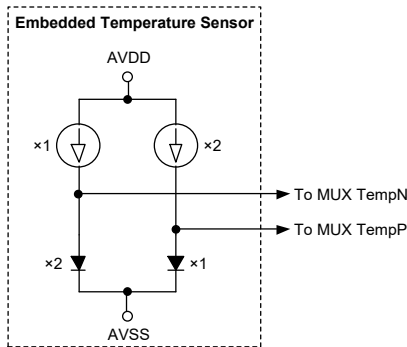 Embedded Temperature Sensor
AVDD
×1
×2
To MUX TempN
To MUX TempP
×2
×1
AVSS